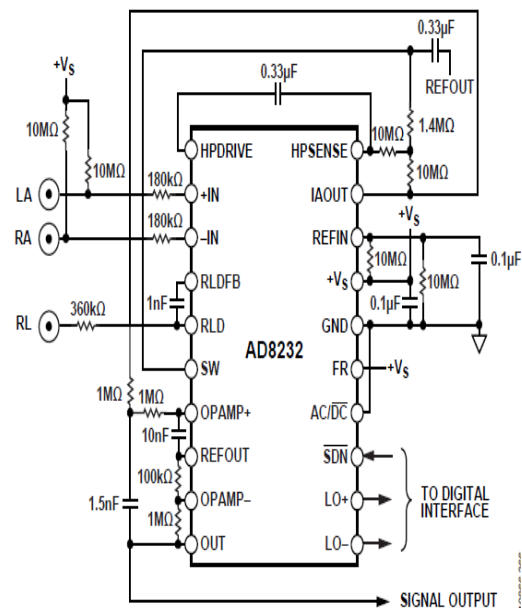 0.33µF
0.33µF
+VS
REFOUT
10MΩ
10MΩ
1.4MΩ
10MΩ
10MΩ
HPDRIVE
HPSENSE
LA
180kΩ
+IN
IAOUT
+VS
RA
180kΩ
–IN
REFIN
10MΩ
10MΩ
0.1µF
RLDFB
+VS
1nF
0.1µF
RL
360kΩ
RLD
GND
AD8232
SW
FR
+VS
1MΩ
1MΩ
OPAMP+
AC/DC
10nF
REFOUT
SDN
100kΩ
TO DIGITAL
INTERFACE
1.5nF
OPAMP–
LO+
1MΩ
OUT
LO–
SIGNAL OUTPUT